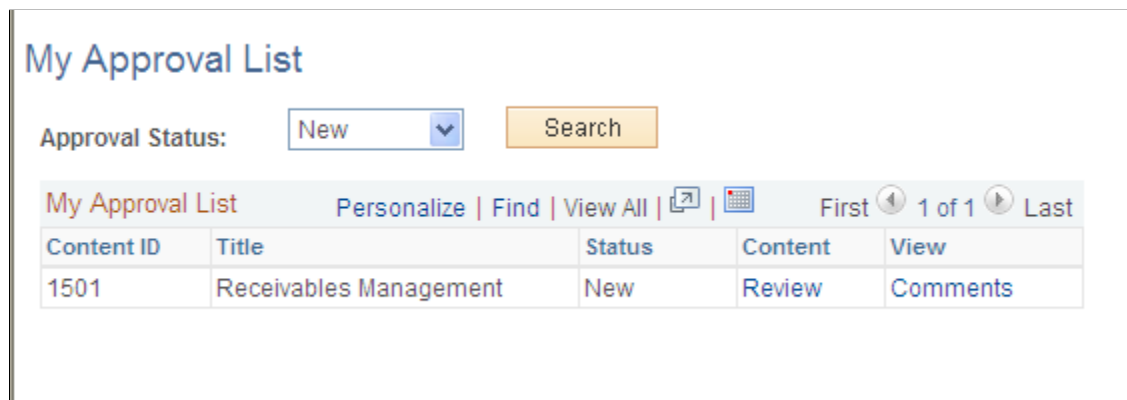 My Approval List
Approval Status: New Search
My Approval List Personalize | Find | View All | | First 1 of 1 Last
Content ID Title Status Content View
1501 Receivables Management New Review Comments